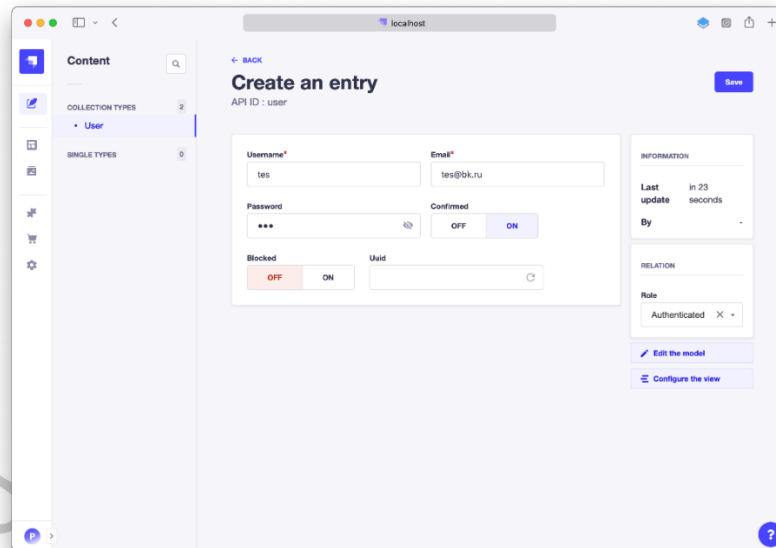 localhost
Content
COLLECTION TYPES 2
User
SINGLE TYPES 0
BACK
Create an entry
API ID : user
Save
Username*
tes
Email*
tes@bk.ru
Password
•••
Confirmed
OFF ON
Blocked
OFF ON
Uuid
INFORMATION
Last update
in 23 seconds
By -
RELATION
Role
Authenticated
Edit the model
Configure the view
P
?